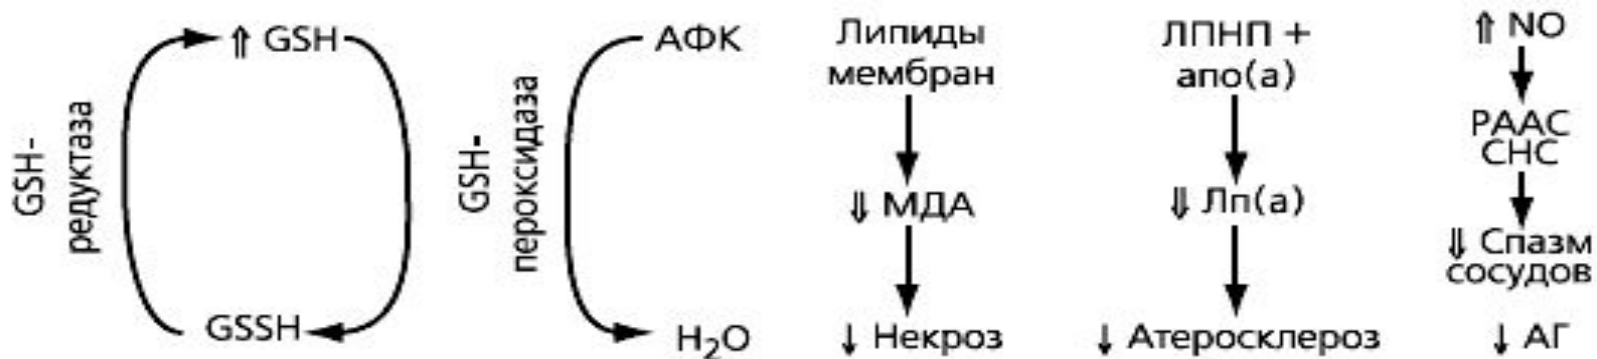 GSH-
редуктаза
⇑ GSH
GSSH
GSH-
пероксидаза
АФК
H₂O
Липиды
мембран
⇓ МДА
↓ Некроз
ЛПНП +
апо(а)
⇓ Лп(а)
↓ Атеросклероз
⇑ NO
РААС
СНС
⇓ Спазм
сосудов
↓ АГ